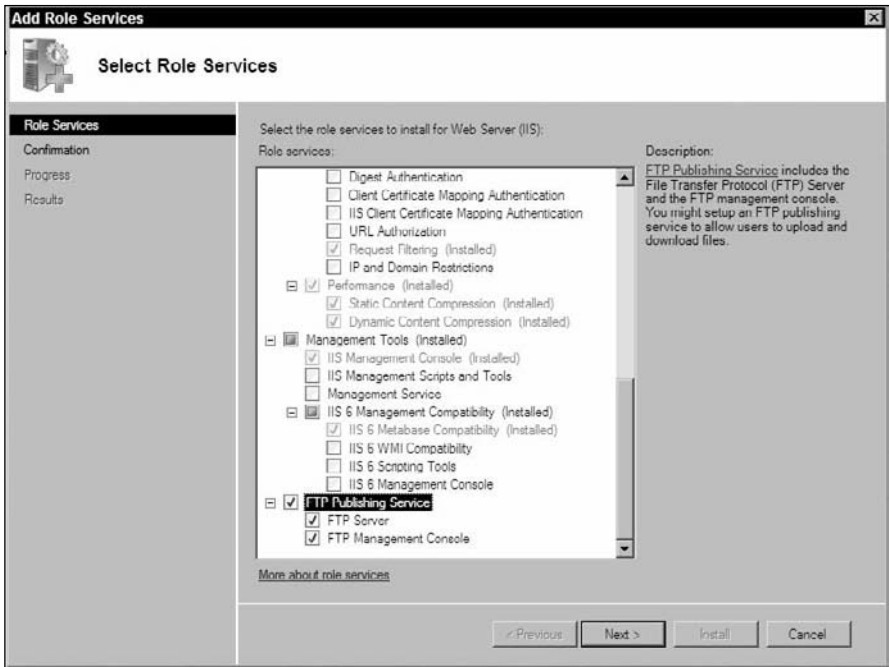 Add Role Services
Select Role Services
Role Services
Confirmation
Progress
Results
Select the role services to install for Web Server (IIS):
Role services:
Digest Authentication
Client Certificate Mapping Authentication
IIS Client Certificate Mapping Authentication
URL Authorization
Request Filtering (Installed)
IP and Domain Restrictions
Performance (Installed)
Static Content Compression (Installed)
Dynamic Content Compression (Installed)
Management Tools (Installed)
IIS Management Console (Installed)
IIS Management Scripts and Tools
Management Service
IIS 6 Management Compatibility (Installed)
IIS 6 Metabase Compatibility (Installed)
IIS 6 WMI Compatibility
IIS 6 Scripting Tools
IIS 6 Management Console
FTP Publishing Service
FTP Server
FTP Management Console
More about role services
Description:
FTP Publishing Service includes the
File Transfer Protocol (FTP) Server
and the FTP management console.
You might setup an FTP publishing
service to allow users to upload and
download files.
< Previous
Next >
Install
Cancel